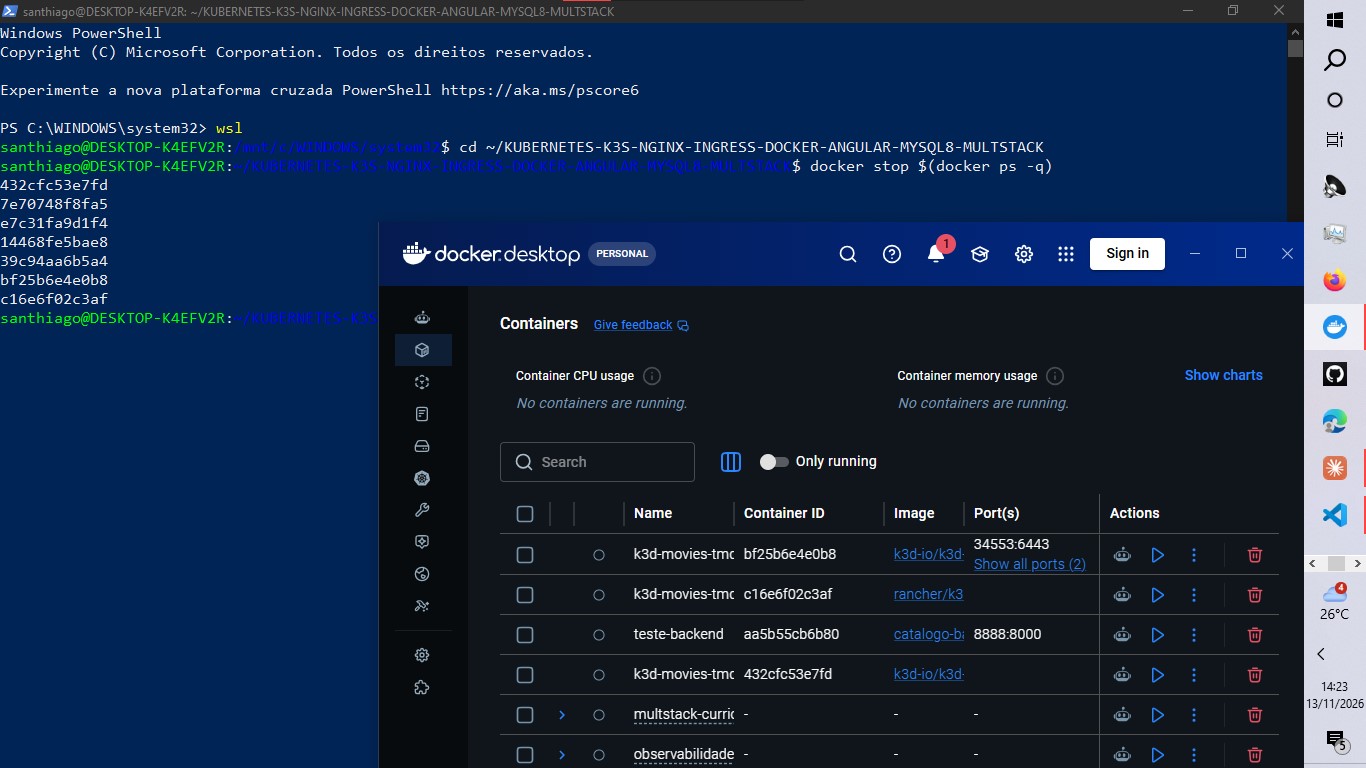 santhiago@DESKTOP-K4EFV2R: ~/KUBERNETES-K3S-NGINX-INGRESS-DOCKER-ANGULAR-MYSQL8-MULTSTACK
Windows PowerShell
Copyright (C) Microsoft Corporation. Todos os direitos reservados.
Experimente a nova plataforma cruzada PowerShell https://aka.ms/pscore6
PS C:\WINDOWS\system32> wsl
santhiago@DESKTOP-K4EFV2R:/mnt/c/WINDOWS/system32$ cd ~/KUBERNETES-K3S-NGINX-INGRESS-DOCKER-ANGULAR-MYSQL8-MULTSTACK
santhiago@DESKTOP-K4EFV2R:~/KUBERNETES-K3S-NGINX-INGRESS-DOCKER-ANGULAR-MYSQL8-MULTSTACK$ docker stop $(docker ps -q)
432cfc53e7fd
7e70748f8fa5
e7c31fa9d1f4
14468fe5bae8
39c94aa6b5a4
bf25b6e4e0b8
c16e6f02c3af
santhiago@DESKTOP-K4EFV2R:~/KUBERNETES-K3S
docker.desktop PERSONAL 1 Sign in
Containers Give feedback
Container CPU usage Container memory usage Show charts
No containers are running. No containers are running.
Search Only running
Name Container ID Image Port(s) Actions
k3d-movies-tmd bf25b6e4e0b8 k3d-io/k3d- 34553:6443
Show all ports (2)
k3d-movies-tmd c16e6f02c3af rancher/k3
teste-backend aa5b55cb6b80 catalogo-ba 8888:8000
k3d-movies-tmd 432cfc53e7fd k3d-io/k3d-
multstack-curric - - -
observabilidade - - -
4
26°C
14:23
13/11/2026
5